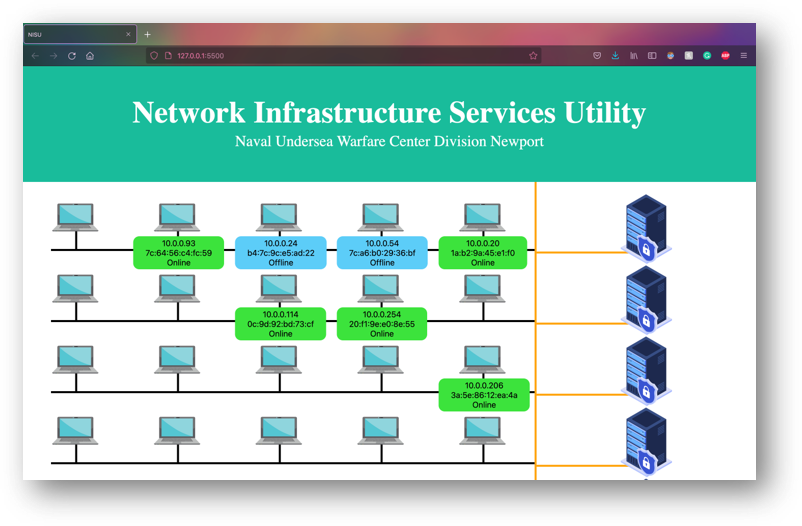 NISU
127.0.0.1:5500
Network Infrastructure Services Utility
Naval Undersea Warfare Center Division Newport
10.0.0.93
7c:64:56:c4:fc:59
Online
10.0.0.24
b4:7c:9c:e5:ad:22
Offline
10.0.0.54
7c:a6:b0:29:36:bf
Offline
10.0.0.20
1a:b2:9a:45:e1:f0
Online
10.0.0.114
0c:9d:92:bd:73:cf
Online
10.0.0.254
20:f1:9e:e0:8e:55
Online
10.0.0.206
3a:5e:86:12:ea:4a
Online